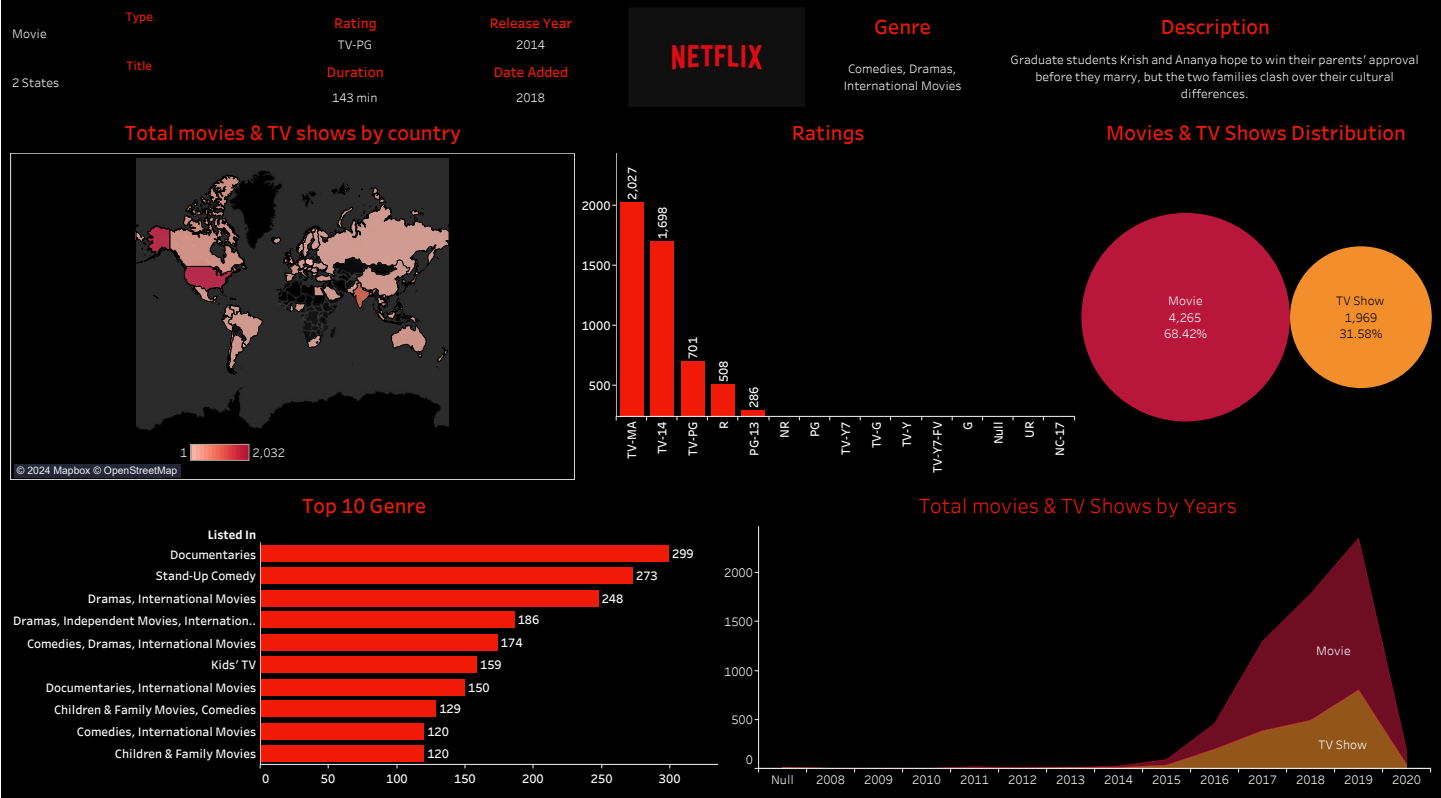 Type
Movie
Title
2 States
Rating
TV-PG
Duration
143 min
Release Year
2014
Date Added
2018
NETFLIX
Genre
Comedies, Dramas,
International Movies
Description
Graduate students Krish and Ananya hope to win their parents’ approval
before they marry, but the two families clash over their cultural
differences.
Total movies & TV shows by country
1
2,032
© 2024 Mapbox © OpenStreetMap
Ratings
2000
1500
1000
500
2,027
1,698
701
508
286
TV-MA
TV-14
TV-PG
R
PG-13
NR
PG
TV-Y7
TV-G
TV-Y
TV-Y7-FV
G
Null
UR
NC-17
Movies & TV Shows Distribution
Movie
4,265
68.42%
TV Show
1,969
31.58%
Top 10 Genre
Listed In
Documentaries 299
Stand-Up Comedy 273
Dramas, International Movies 248
Dramas, Independent Movies, Internation.. 186
Comedies, Dramas, International Movies 174
Kids’ TV 159
Documentaries, International Movies 150
Children & Family Movies, Comedies 129
Comedies, International Movies 120
Children & Family Movies 120
0 50 100 150 200 250 300
Total movies & TV Shows by Years
2000
1500
1000
500
0
Movie
TV Show
Null 2008 2009 2010 2011 2012 2013 2014 2015 2016 2017 2018 2019 2020